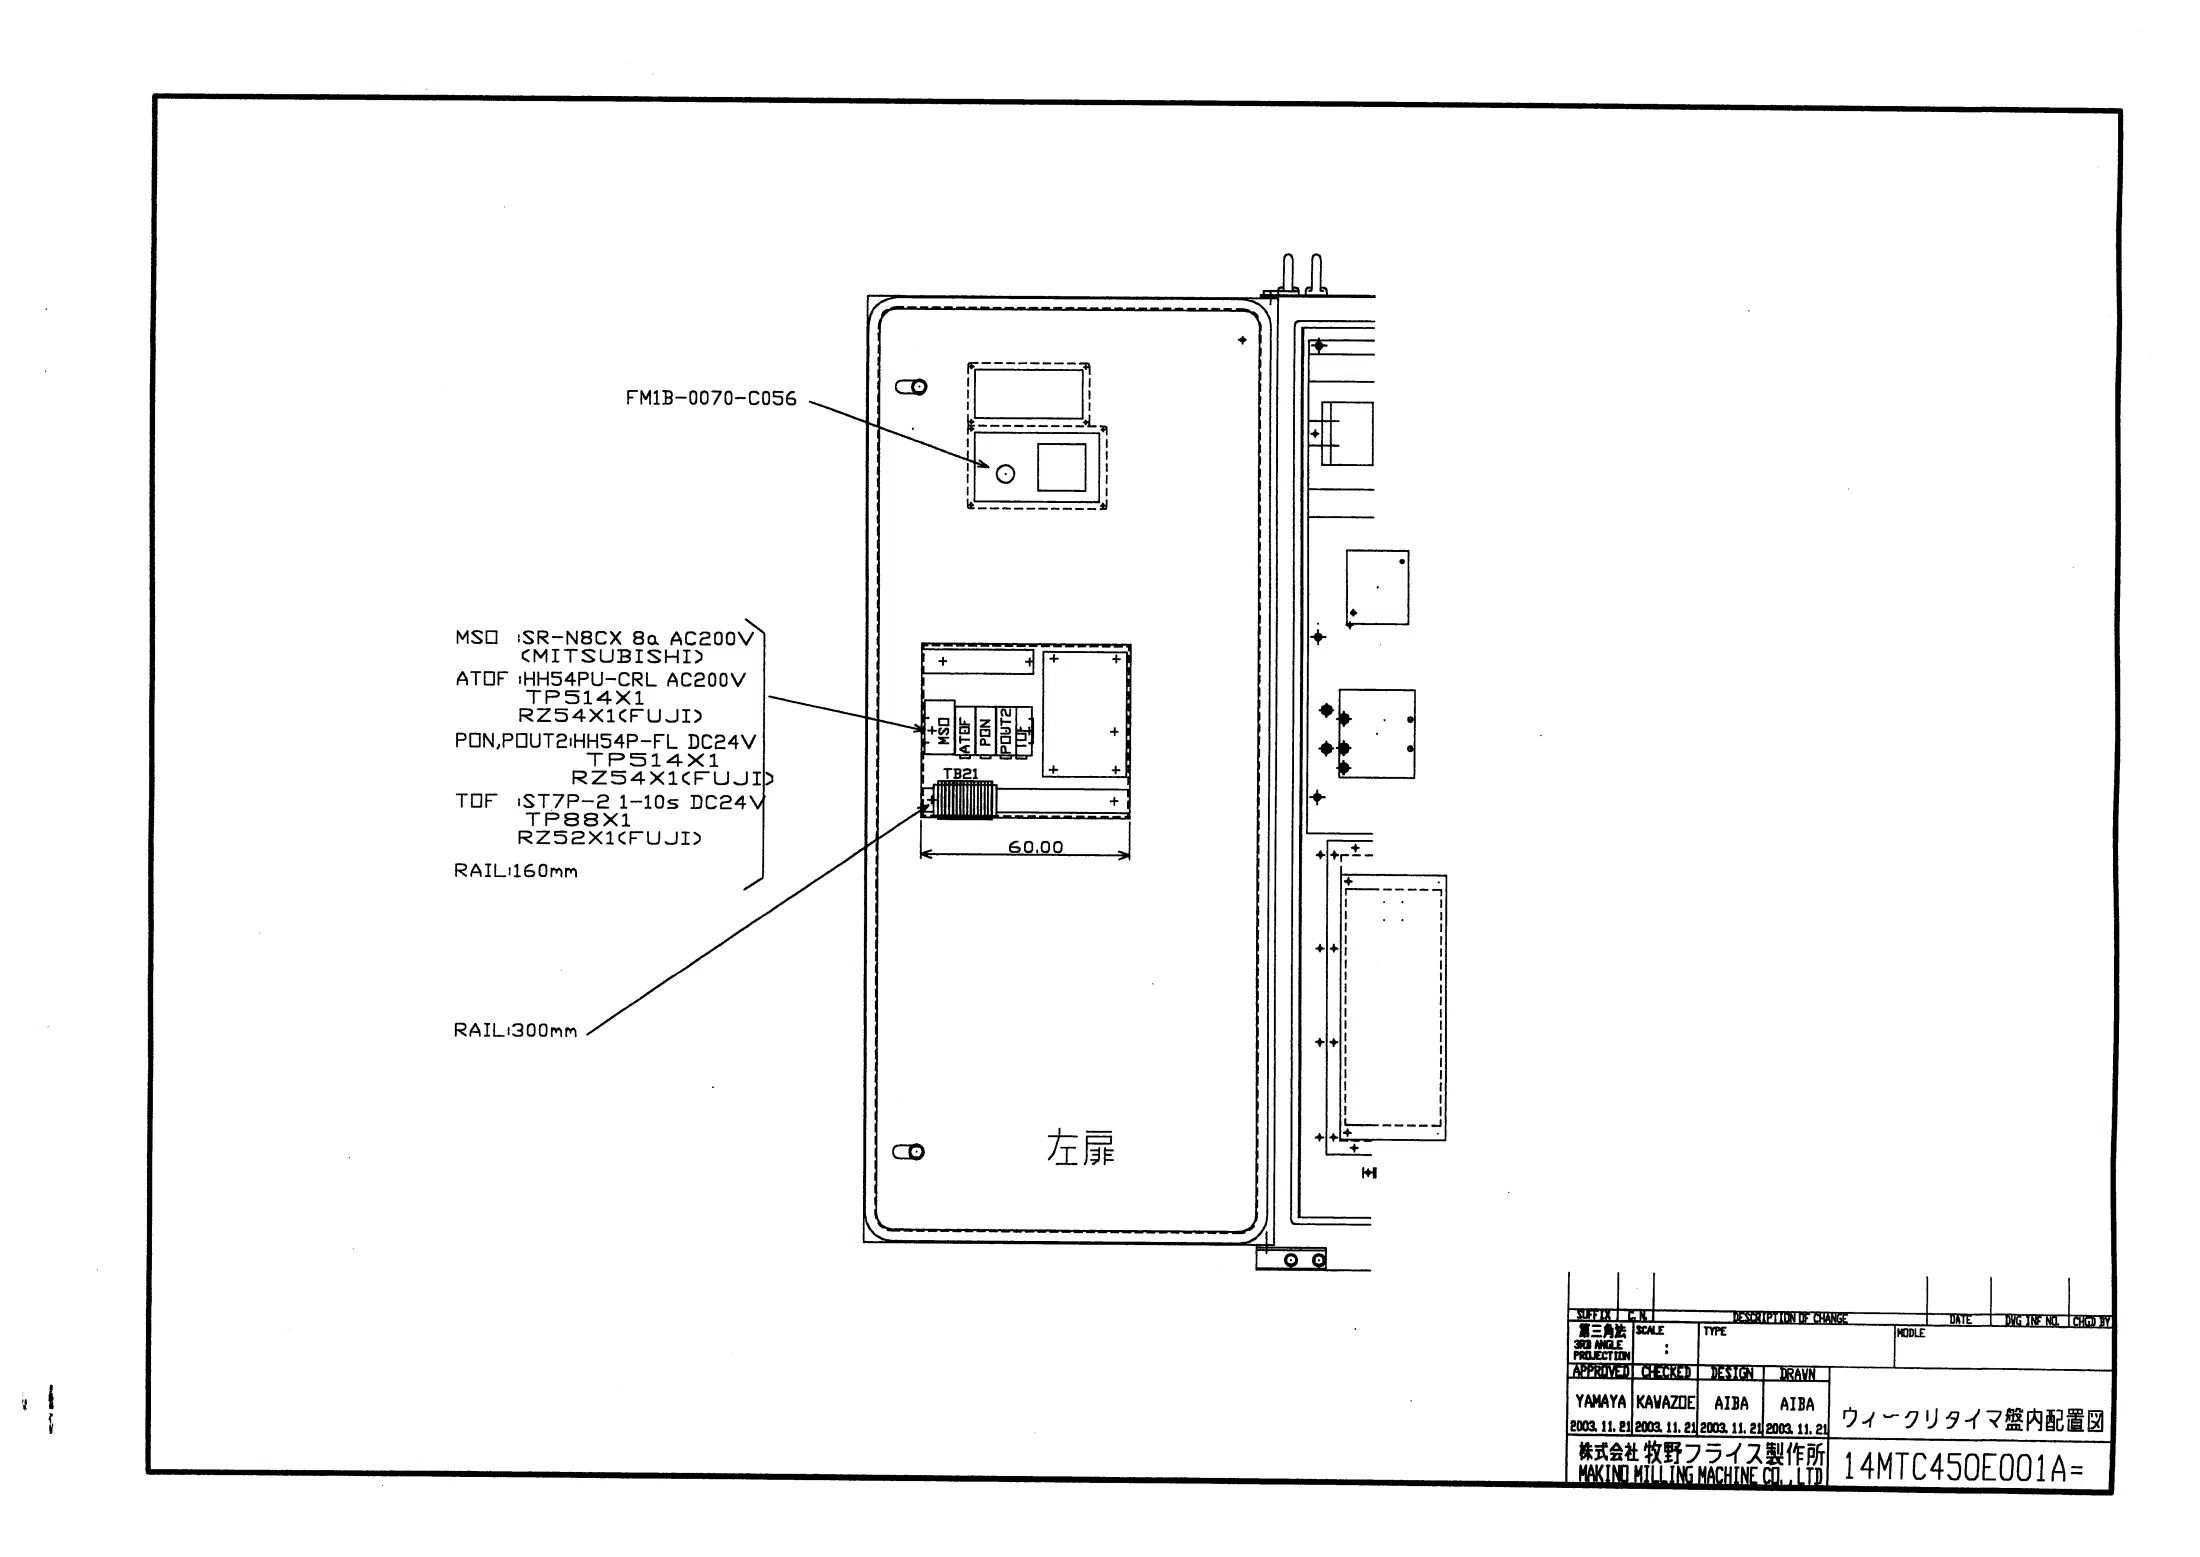 FM1B-0070-C056
MSO :SR-N8CX 8a AC200V
(MITSUBISHI)
ATOF :HH54PU-CRL AC200V
TP514X1
RZ54X1(FUJI)
PON,POUT2:HH54P-FL DC24V
TP514X1
RZ54X1(FUJI)
TOF :ST7P-2 1-10s DC24V
TP88X1
RZ52X1(FUJI)
RAIL:160mm
RAIL:300mm
MSO
ATOF
PON
POUT2
TOF
TB21
60.00
左扉
SUFFIX C. N. DESCRIPTION OF CHANGE DATE DWG INF NO. CHGD BY
第三角法 SCALE TYPE MODLE
3RD ANGLE
PROJECTION :
APPROVED CHECKED DESIGN DRAWN
YAMAYA KAWAZOE AIBA AIBA
2003.11.21 2003.11.21 2003.11.21 2003.11.21
ウィークリタイマ盤内配置図
株式会社 牧野フライス製作所
MAKINO MILLING MACHINE CO.,LTD
14MTC450E001A=